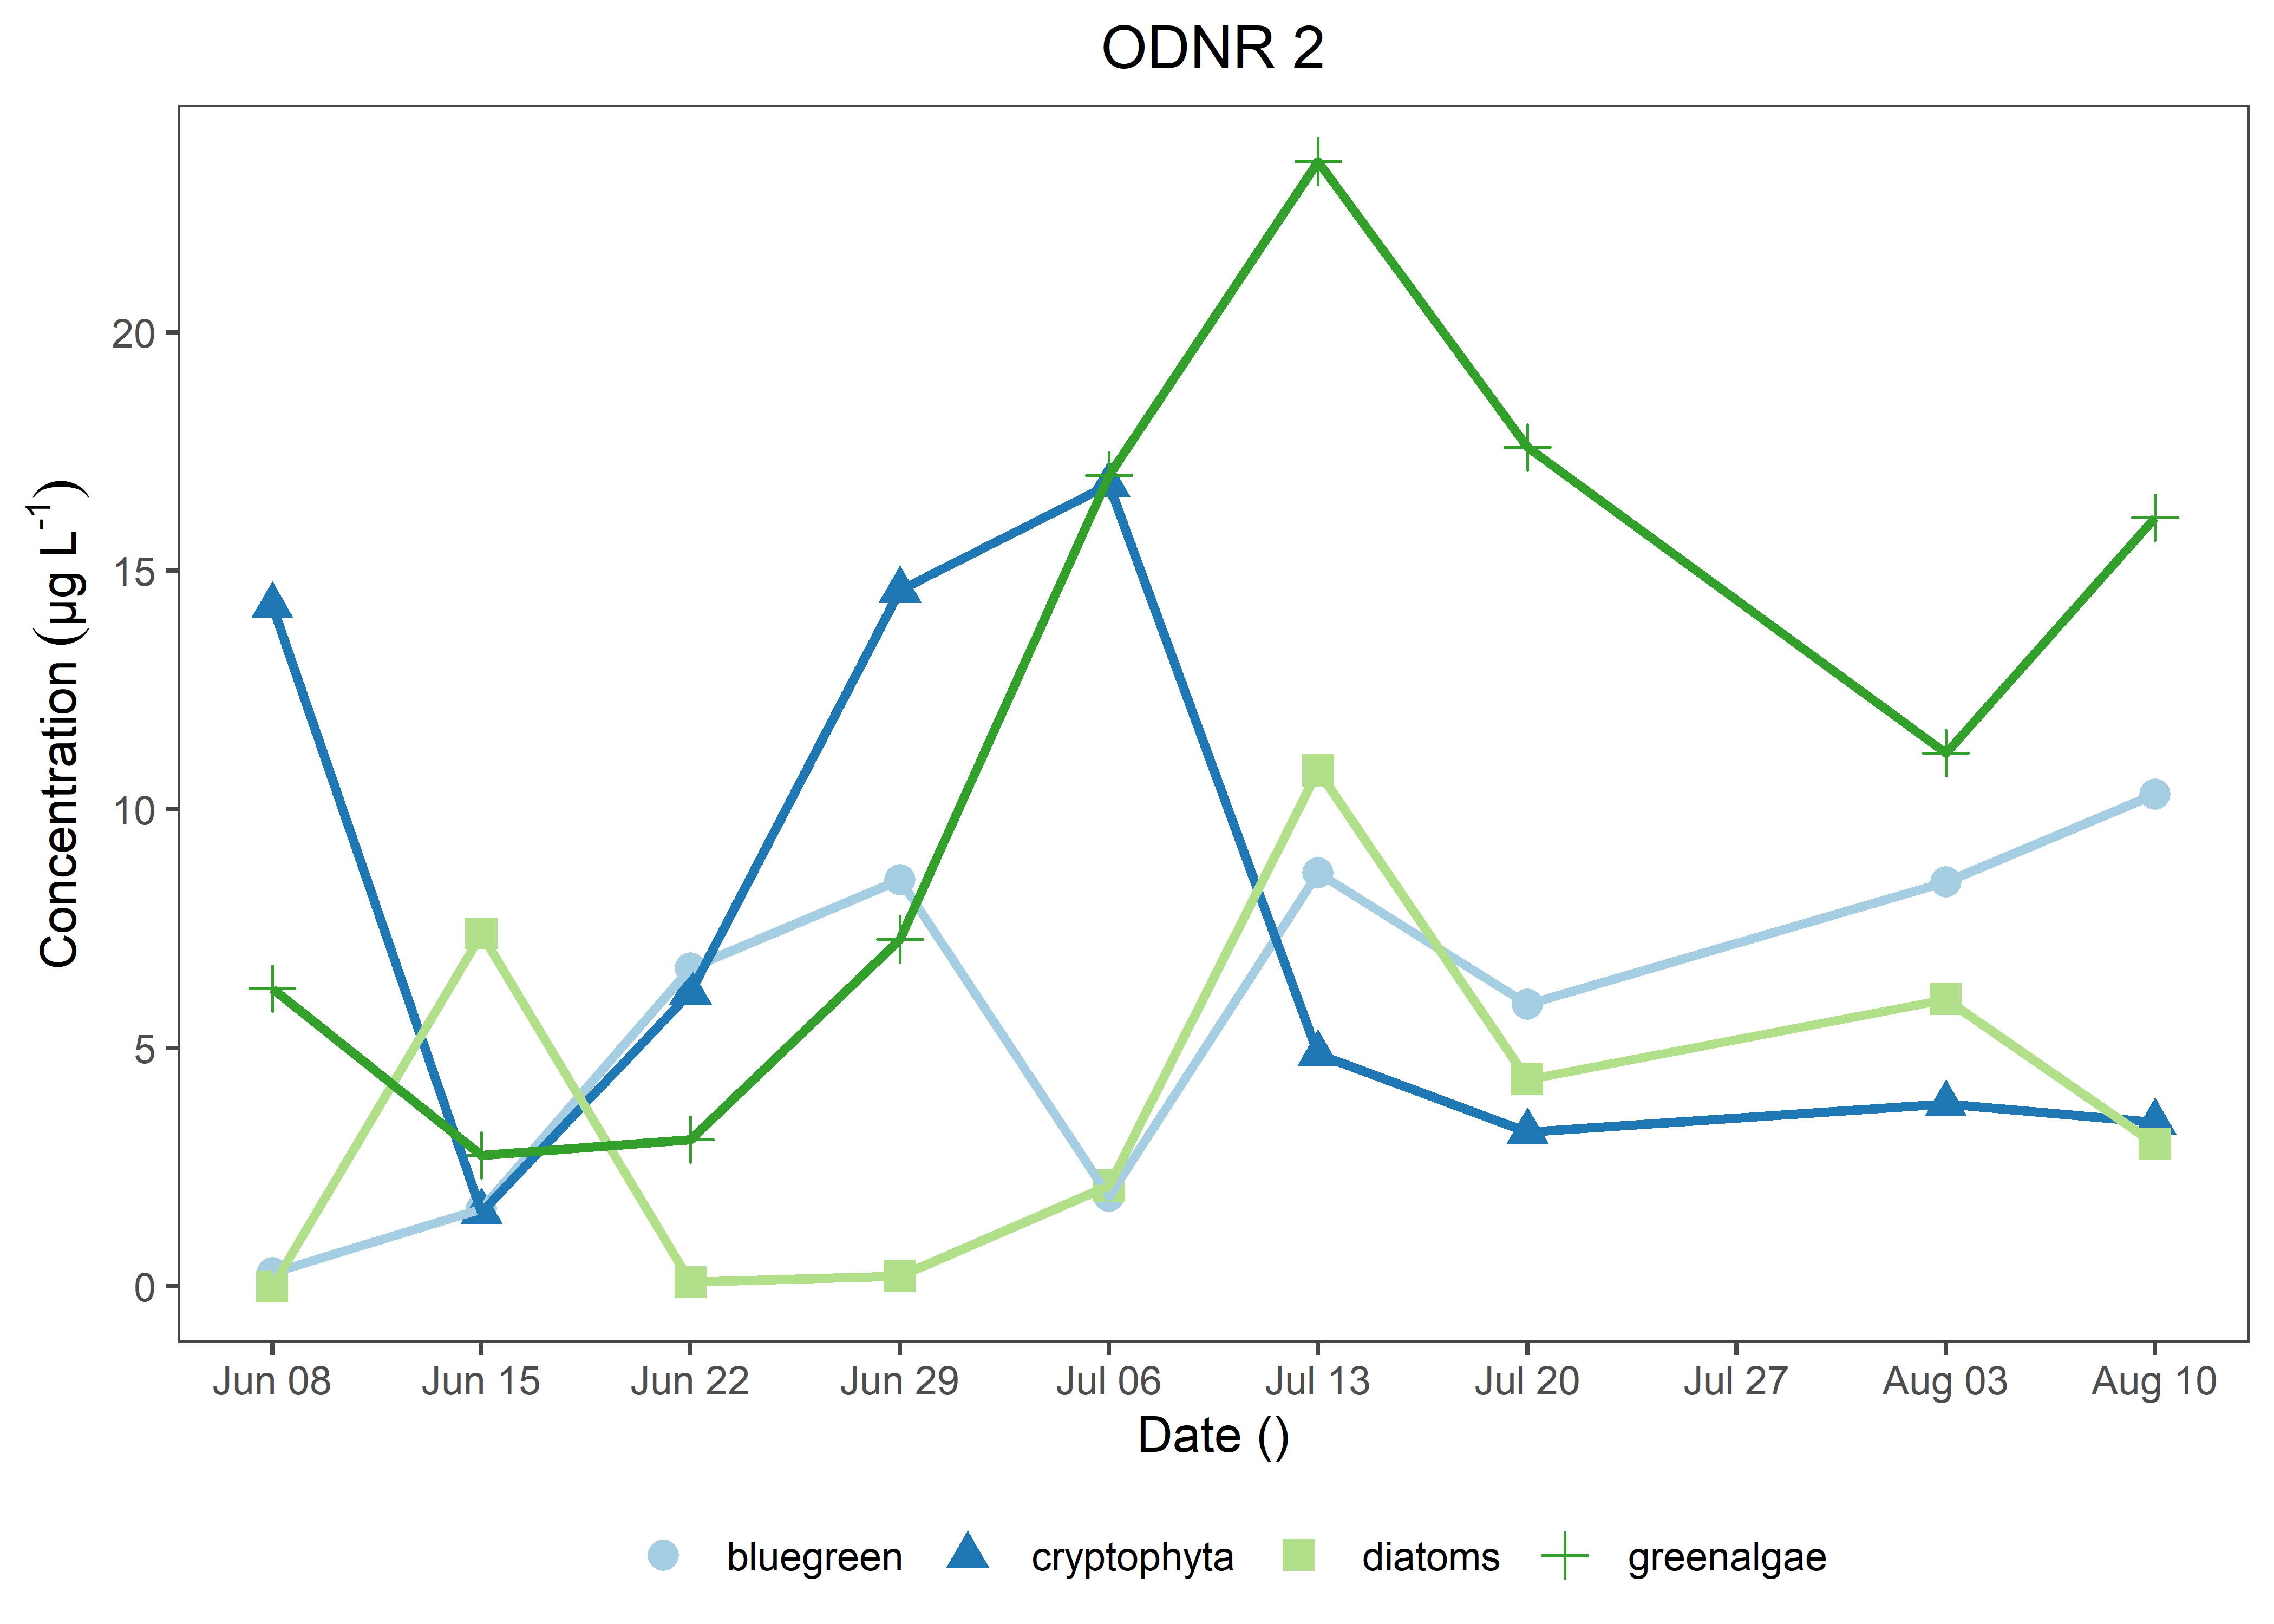 ODNR 2
Concentration (µg L⁻¹)
20
15
10
5
0
Jun 08 Jun 15 Jun 22 Jun 29 Jul 06 Jul 13 Jul 20 Jul 27 Aug 03 Aug 10
Date ()
bluegreen cryptophyta diatoms greenalgae